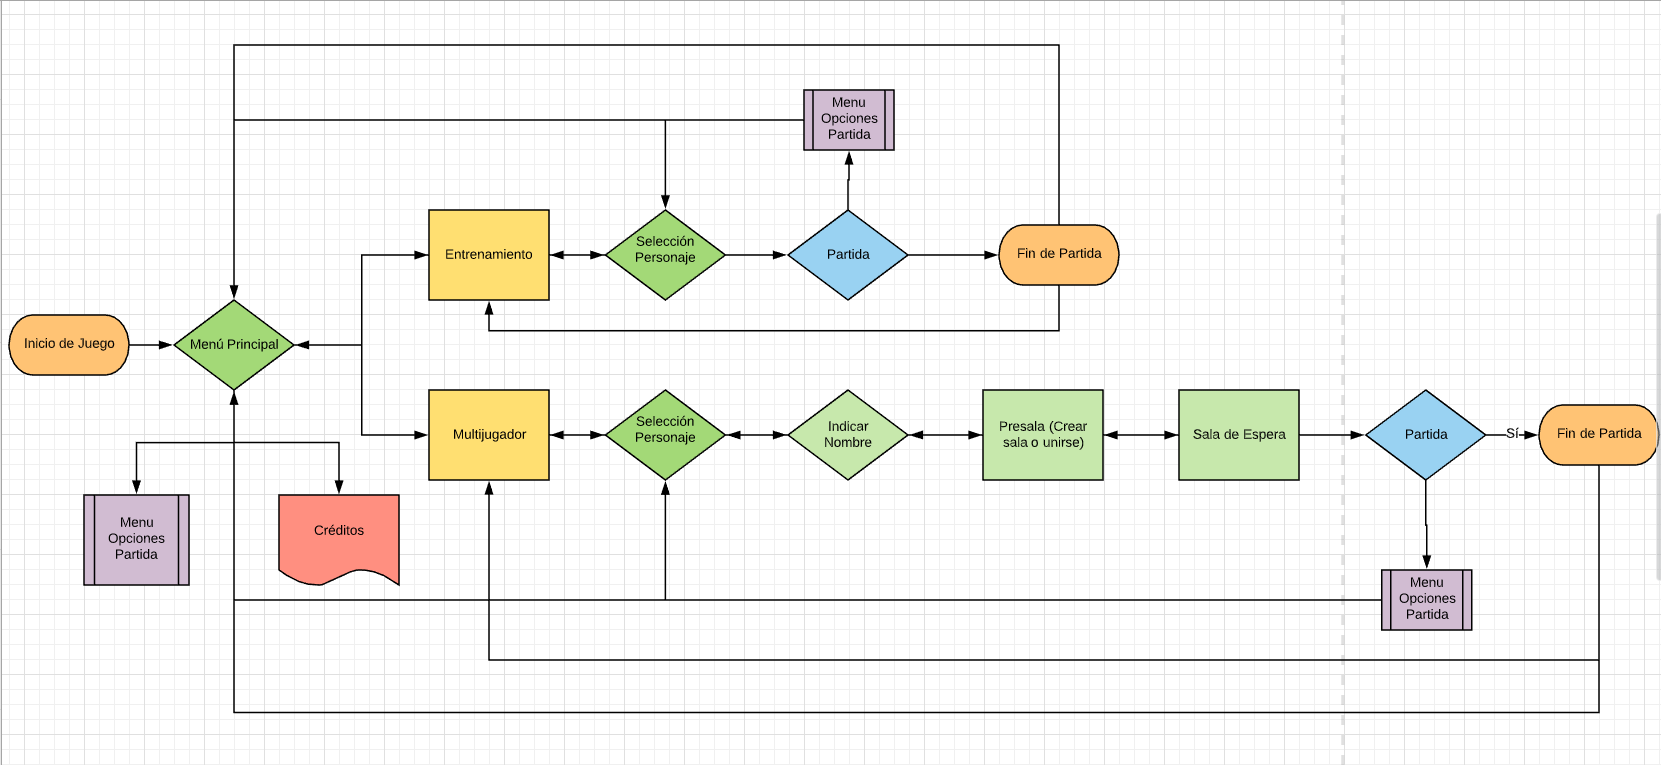 Menu
Opciones
Partida
Entrenamiento
Selección
Personaje
Partida
Fin de Partida
Inicio de Juego
Menú Principal
Multijugador
Selección
Personaje
Indicar
Nombre
Presala (Crear
sala o unirse)
Sala de Espera
Partida
Sí
Fin de Partida
Menu
Opciones
Partida
Créditos
Menu
Opciones
Partida